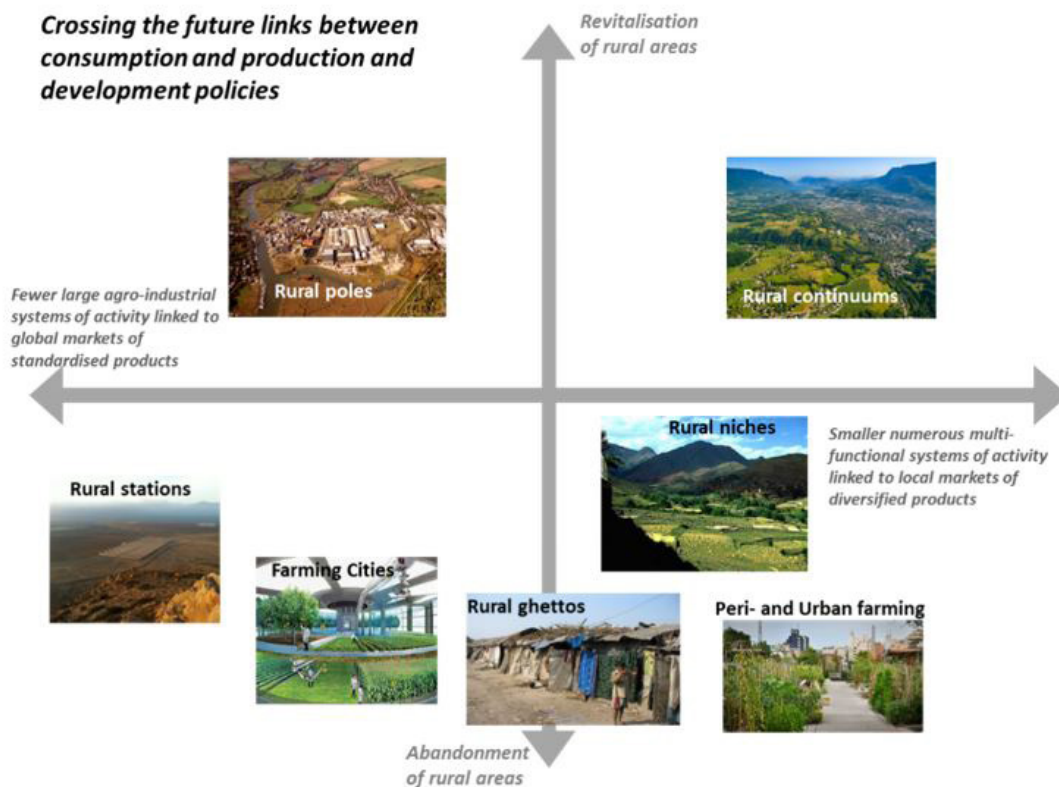 Crossing the future links between
consumption and production and
development policies
Revitalisation
of rural areas
Rural poles
Rural continuums
Fewer large agro-industrial
systems of activity linked to
global markets of
standardised products
Rural niches
Smaller numerous multi-
functional systems of activity
linked to local markets of
diversified products
Rural stations
Farming Cities
Rural ghettos
Peri- and Urban farming
Abandonment
of rural areas